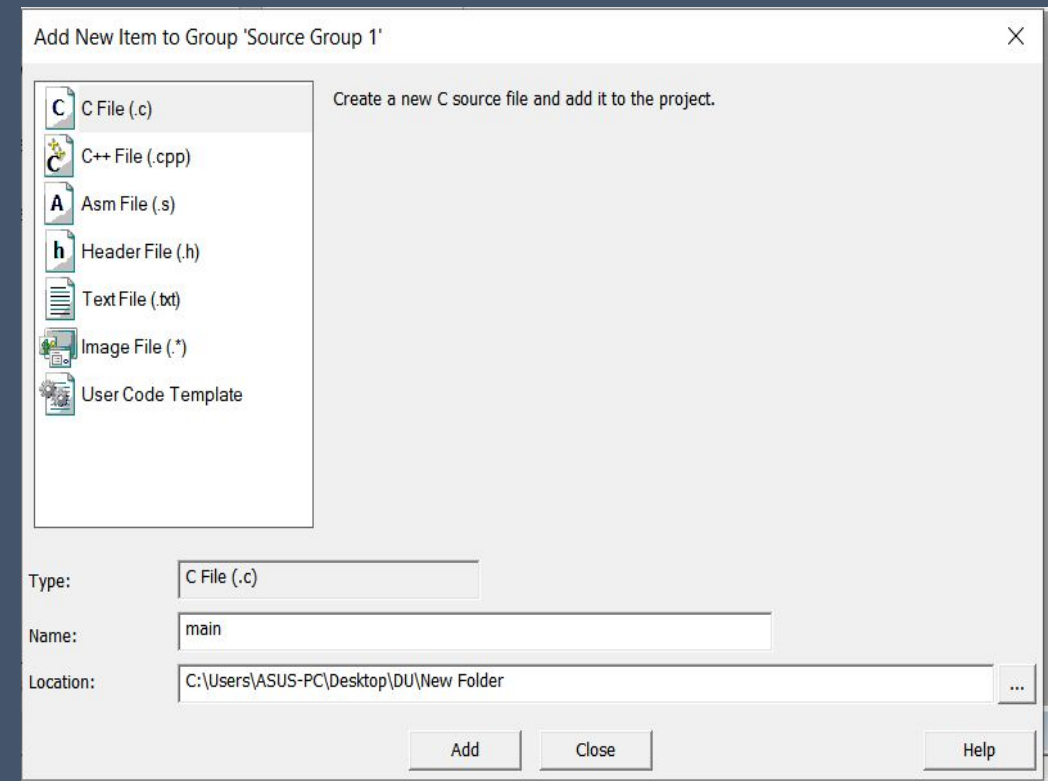 Add New Item to Group 'Source Group 1'
C File (.c)
Create a new C source file and add it to the project.
C++ File (.cpp)
Asm File (.s)
Header File (.h)
Text File (.txt)
Image File (.*)
User Code Template
Type: C File (.c)
Name: main
Location: C:\Users\ASUS-PC\Desktop\DU\New Folder ...
Add Close Help